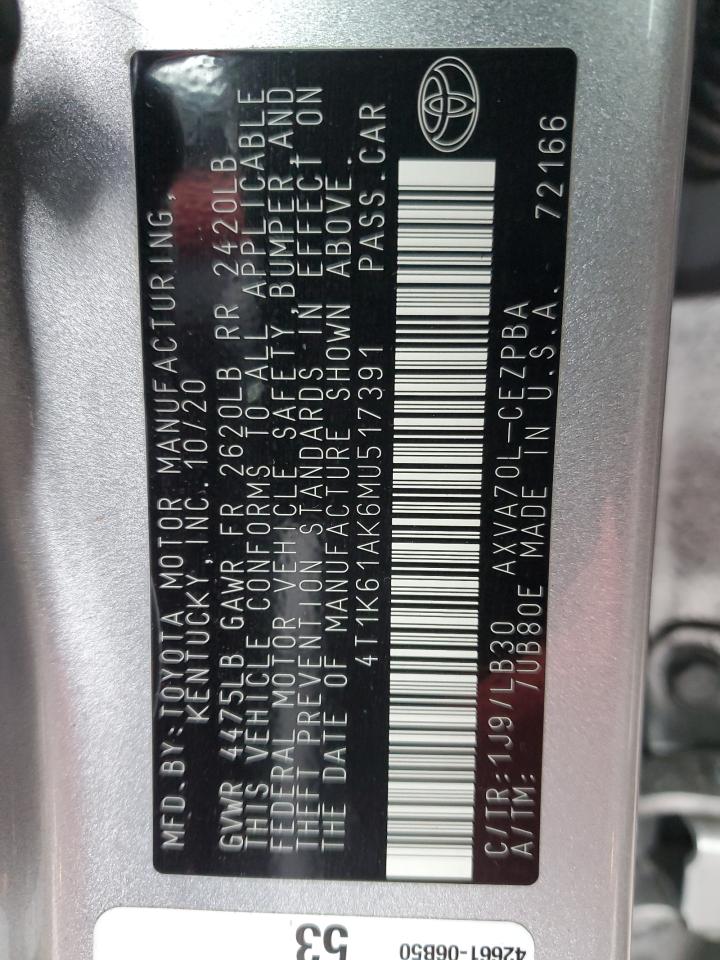 MFD.BY: TOYOTA MOTOR MANUFACTURING,
KENTUCKY, INC. 10/20
GVWR 4475LB GAWR FR 2620LB RR 2420LB
THIS VEHICLE CONFORMS TO ALL APPLICABLE
FEDERAL MOTOR VEHICLE SAFETY, BUMPER, AND
THEFT PREVENTION STANDARDS IN EFFECT ON
THE DATE OF MANUFACTURE SHOWN ABOVE.
4T1K61AK6MU517391 PASS.CAR
C/TR: 1J9/LB30 AXVA70L-CEZPBA
A/TM: /UB80E MADE IN U.S.A. 72166
53
42661-06B50